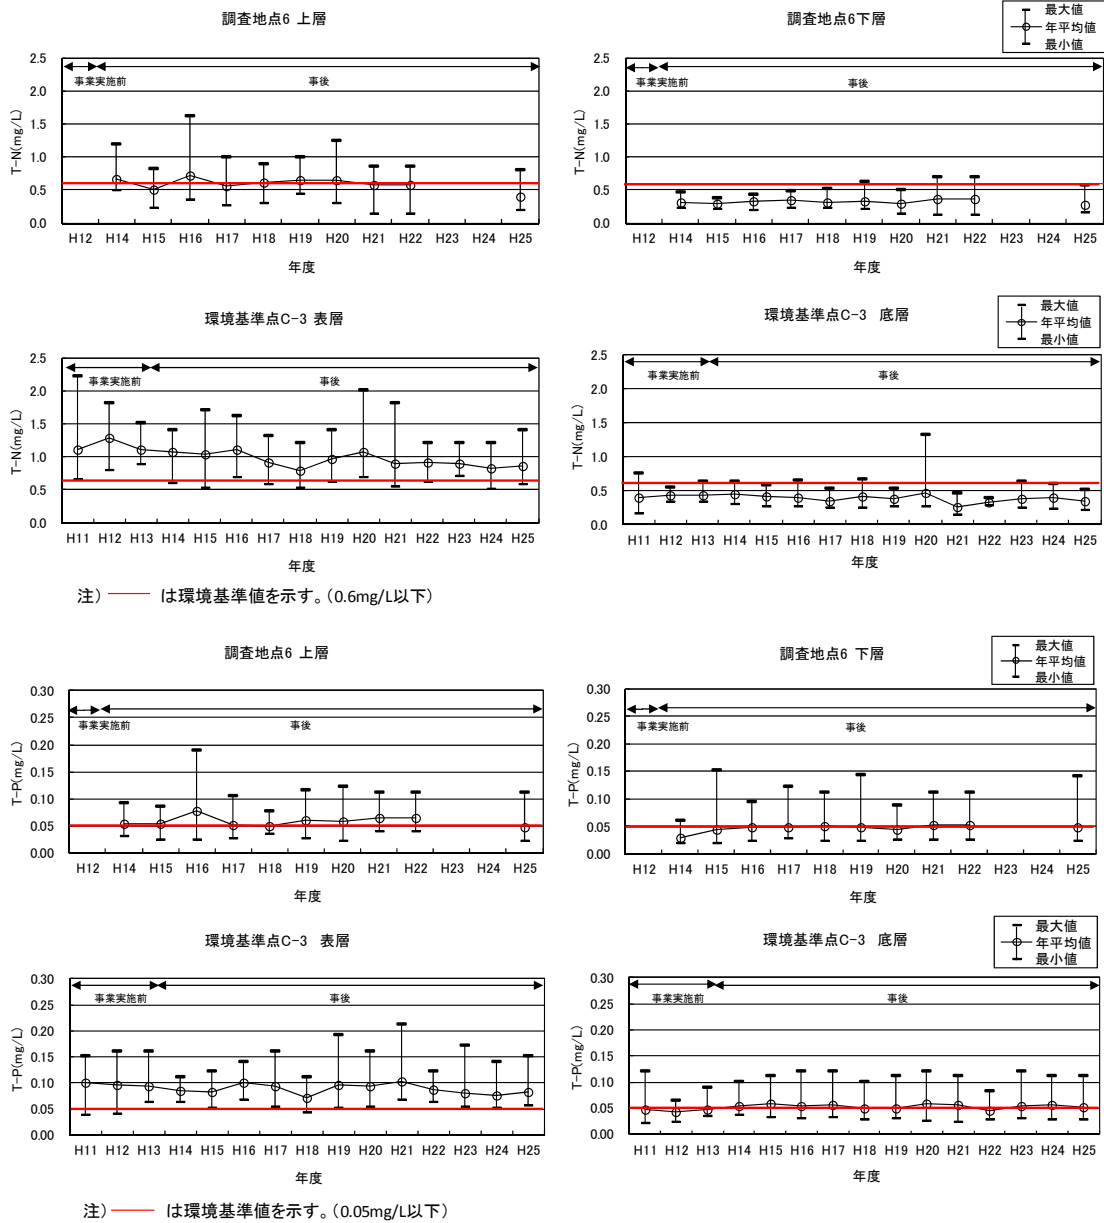 調査地点6 上層
2.5
2.0
1.5
1.0
0.5
0.0
T-N(mg/L)
事業実施前
事後
H12 H14 H15 H16 H17 H18 H19 H20 H21 H22 H23 H24 H25
年度
調査地点6下層
最大値
年平均値
最小値
2.5
2.0
1.5
1.0
0.5
0.0
T-N(mg/L)
事業実施前
事後
H12 H14 H15 H16 H17 H18 H19 H20 H21 H22 H23 H24 H25
年度
環境基準点C-3 表層
2.5
2.0
1.5
1.0
0.5
0.0
T-N(mg/L)
事業実施前
事後
H11 H12 H13 H14 H15 H16 H17 H18 H19 H20 H21 H22 H23 H24 H25
年度
環境基準点C-3 底層
最大値
年平均値
最小値
2.5
2.0
1.5
1.0
0.5
0.0
T-N(mg/L)
事業実施前
事後
H11 H12 H13 H14 H15 H16 H17 H18 H19 H20 H21 H22 H23 H24 H25
年度
注) は環境基準値を示す。(0.6mg/L以下)
調査地点6 上層
0.30
0.25
0.20
0.15
0.10
0.05
0.00
T-P(mg/L)
事業実施前
事後
H12 H14 H15 H16 H17 H18 H19 H20 H21 H22 H23 H24 H25
年度
調査地点6 下層
最大値
年平均値
最小値
0.30
0.25
0.20
0.15
0.10
0.05
0.00
T-P(mg/L)
事業実施前
事後
H12 H14 H15 H16 H17 H18 H19 H20 H21 H22 H23 H24 H25
年度
環境基準点C-3 表層
0.30
0.25
0.20
0.15
0.10
0.05
0.00
T-P(mg/L)
事業実施前
事後
H11 H12 H13 H14 H15 H16 H17 H18 H19 H20 H21 H22 H23 H24 H25
年度
環境基準点C-3 底層
最大値
年平均値
最小値
0.30
0.25
0.20
0.15
0.10
0.05
0.00
T-P(mg/L)
事業実施前
事後
H11 H12 H13 H14 H15 H16 H17 H18 H19 H20 H21 H22 H23 H24 H25
年度
注) は環境基準値を示す。(0.05mg/L以下)